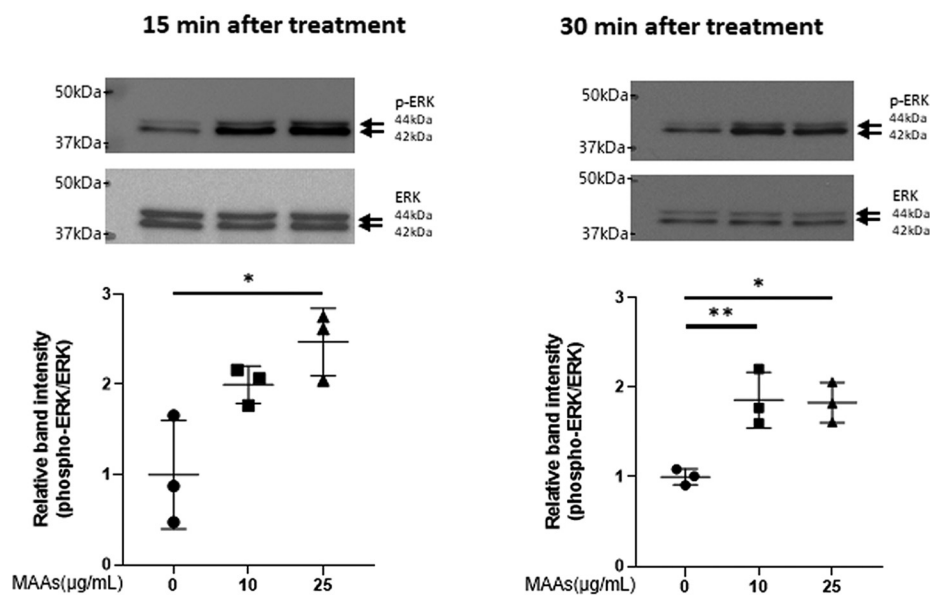 15 min after treatment
50kDa
37kDa
p-ERK
44kDa
42kDa
50kDa
37kDa
ERK
44kDa
42kDa
*
3
2
1
0
Relative band intensity
(phospho-ERK/ERK)
MAAs(μg/mL) 0 10 25
30 min after treatment
50kDa
37kDa
p-ERK
44kDa
42kDa
50kDa
37kDa
ERK
44kDa
42kDa
*
**
3
2
1
0
Relative band intensity
(phospho-ERK/ERK)
MAAs(μg/mL) 0 10 25